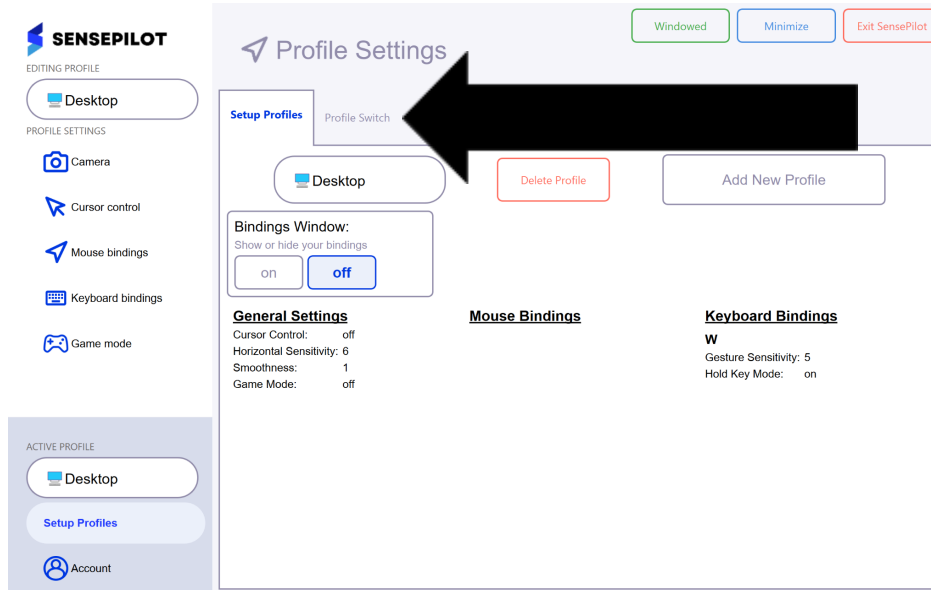 SENSEPILOT
EDITING PROFILE
Desktop
PROFILE SETTINGS
Camera
Cursor control
Mouse bindings
Keyboard bindings
Game mode
ACTIVE PROFILE
Desktop
Setup Profiles
Account
Profile Settings
Windowed
Minimize
Exit SensePilot
Setup Profiles
Profile Switch
Desktop
Delete Profile
Add New Profile
Bindings Window:
Show or hide your bindings
on
off
General Settings
Cursor Control: off
Horizontal Sensitivity: 6
Smoothness: 1
Game Mode: off
Mouse Bindings
Keyboard Bindings
W
Gesture Sensitivity: 5
Hold Key Mode: on